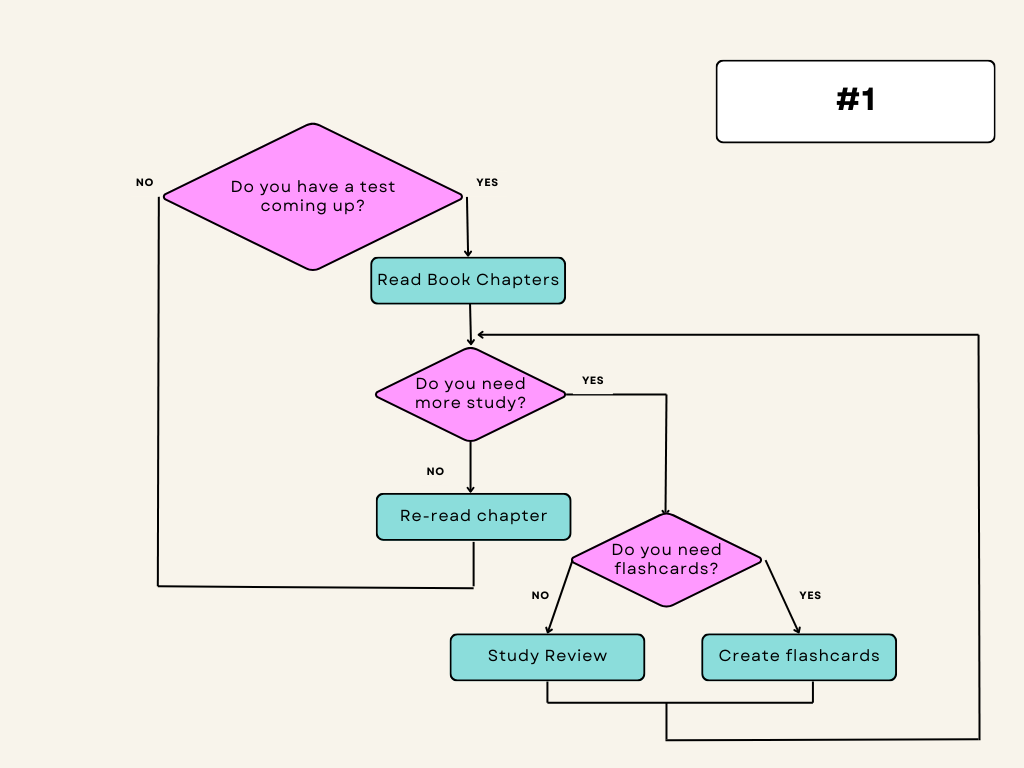 #1
Do you have a test
coming up?
NO
YES
Read Book Chapters
Do you need
more study?
YES
NO
Re-read chapter
Do you need
flashcards?
NO
YES
Study Review
Create flashcards